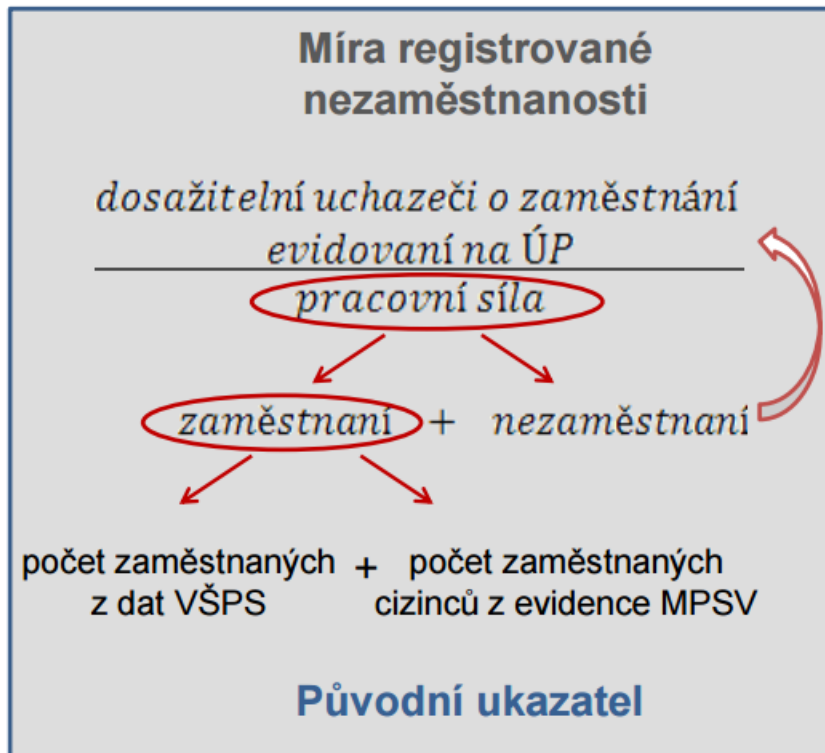 Míra registrované
nezaměstnanosti
dosažitelní uchazeči o zaměstnání
evidovaní na ÚP
pracovní síla
zaměstnaní + nezaměstnaní
počet zaměstnaných + počet zaměstnaných
z dat VŠPS cizinců z evidence MPSV
Původní ukazatel